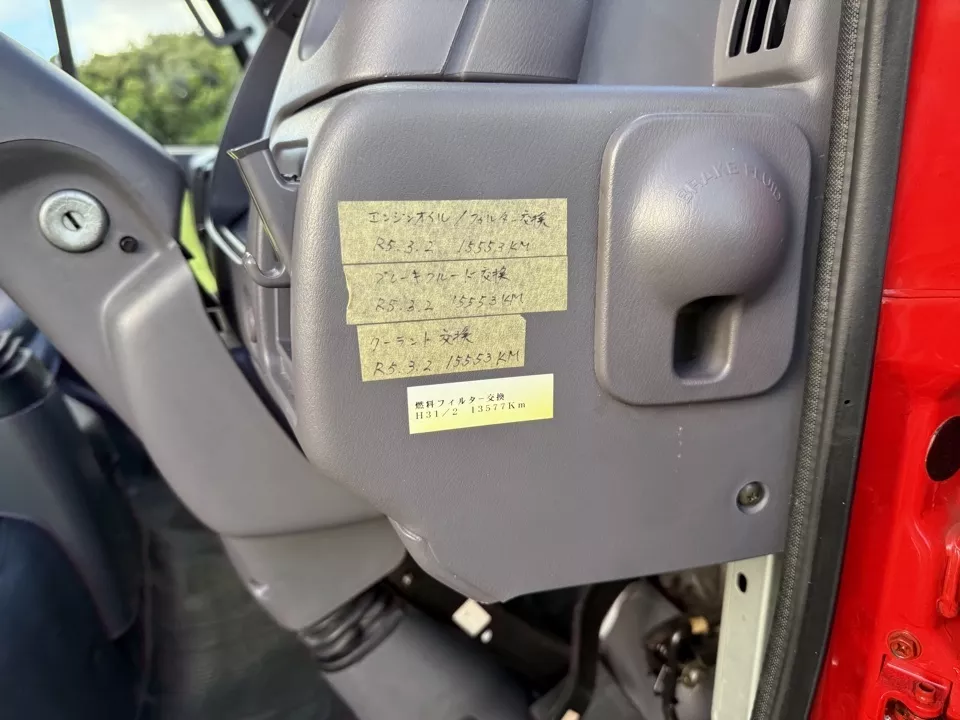 BRAKE FLUID
エンジンオイル/フィルター交換
R5.3.2 15553KM
ブレーキフルード交換
R5.3.2 15553KM
クーラント交換
R5.3.2 15553KM
燃料フィルター交換
H31/2 13577Km